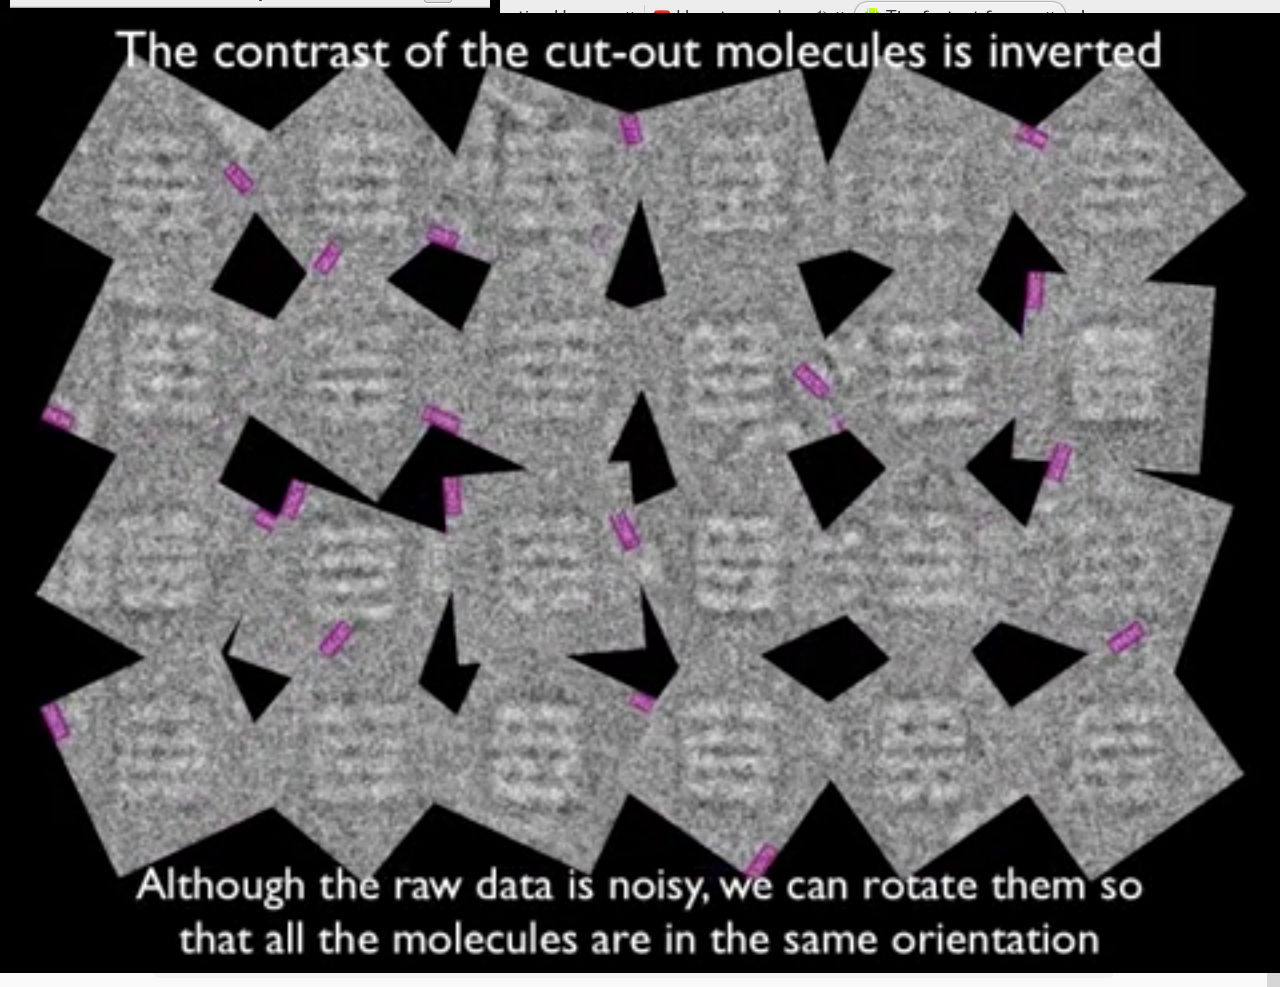 The contrast of the cut-out molecules is inverted
Although the raw data is noisy, we can rotate them so
that all the molecules are in the same orientation